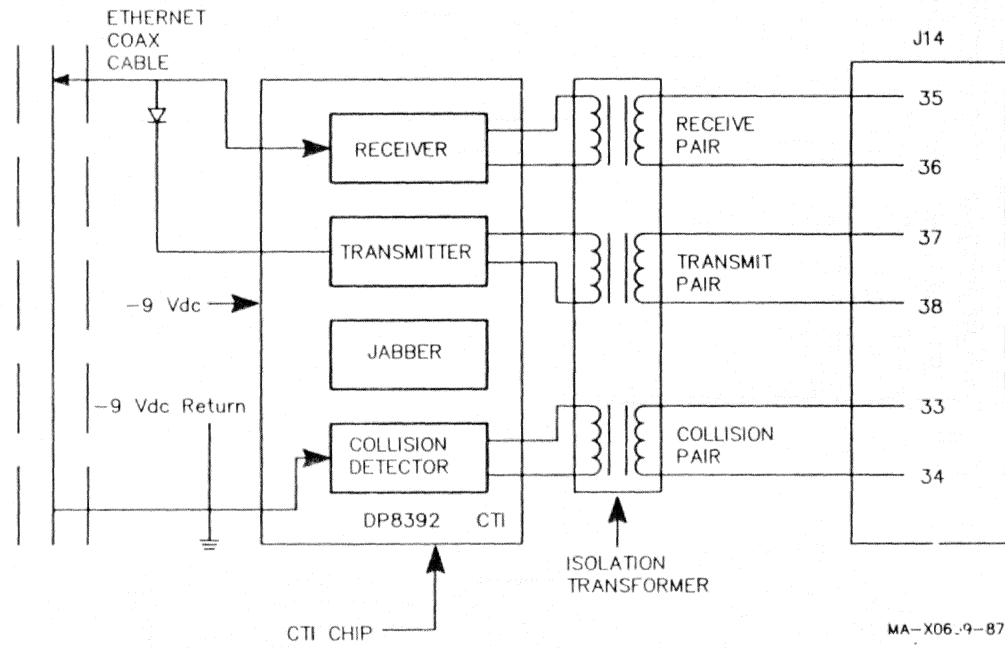 ETHERNET
COAX
CABLE
J14
35
RECEIVE
PAIR
RECEIVER
36
37
TRANSMITTER
TRANSMIT
PAIR
-9 Vdc
38
JABBER
-9 Vdc Return
33
COLLISION
DETECTOR
COLLISION
PAIR
34
DP8392 CTI
ISOLATION
TRANSFORMER
CTI CHIP